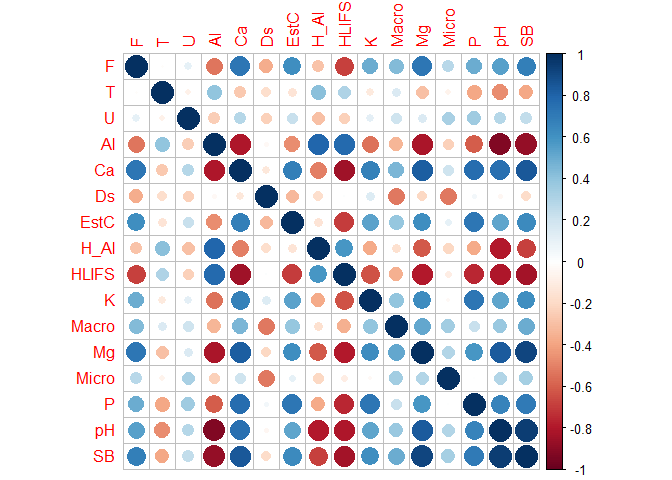 F T U Al Ca Ds EstC H_Al HLIFS K Macro Mg Micro P pH SB
F
T
U
Al
Ca
Ds
EstC
H_Al
HLIFS
K
Macro
Mg
Micro
P
pH
SB
1
0.8
0.6
0.4
0.2
0
-0.2
-0.4
-0.6
-0.8
-1